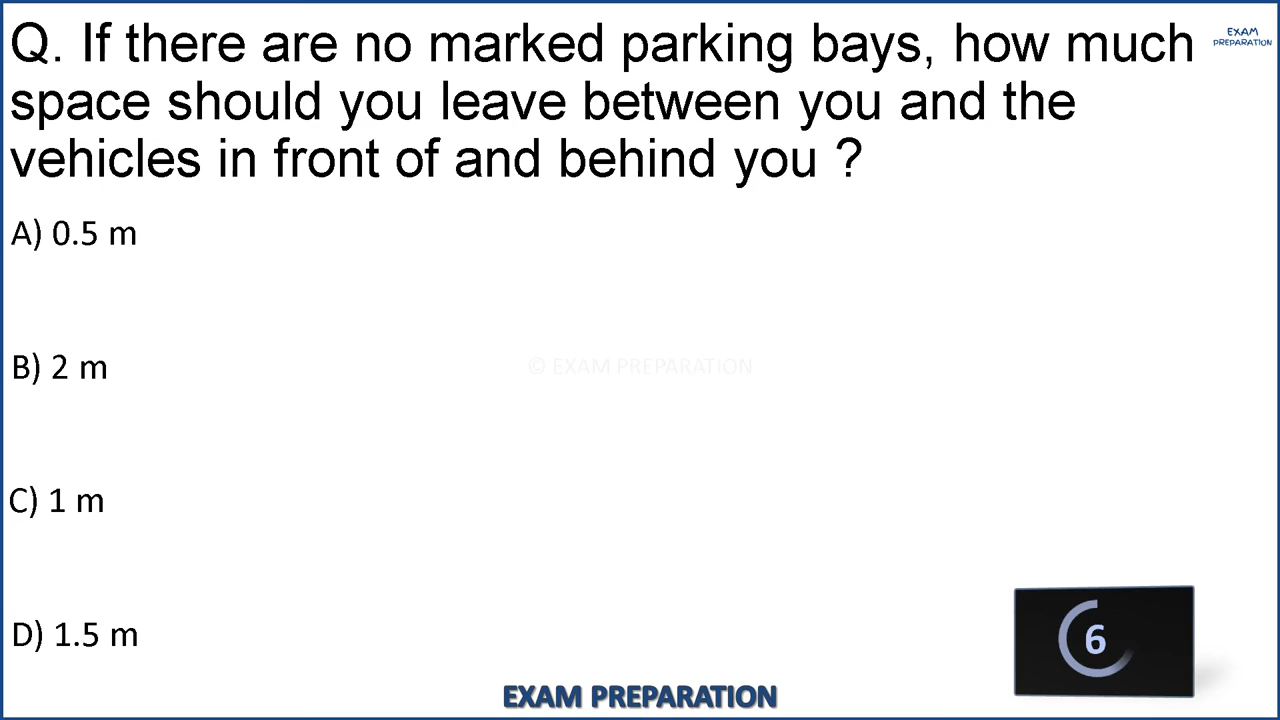 Q. If there are no marked parking bays, how much
space should you leave between you and the
vehicles in front of and behind you ?
EXAM
PREPARATION
A) 0.5 m
B) 2 m
© EXAM PREPARATION
C) 1 m
D) 1.5 m
6
EXAM PREPARATION